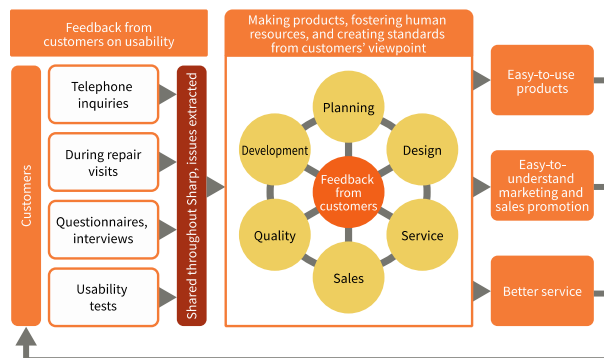 Feedback from
customers on usability
Customers
Telephone
inquiries
During repair
visits
Questionnaires,
interviews
Usability
tests
Shared throughout Sharp, issues extracted
Making products, fostering human
resources, and creating standards
from customers’ viewpoint
Planning
Development
Design
Feedback
from
customers
Quality
Service
Sales
Easy-to-use
products
Easy-to-
understand
marketing and
sales promotion
Better service